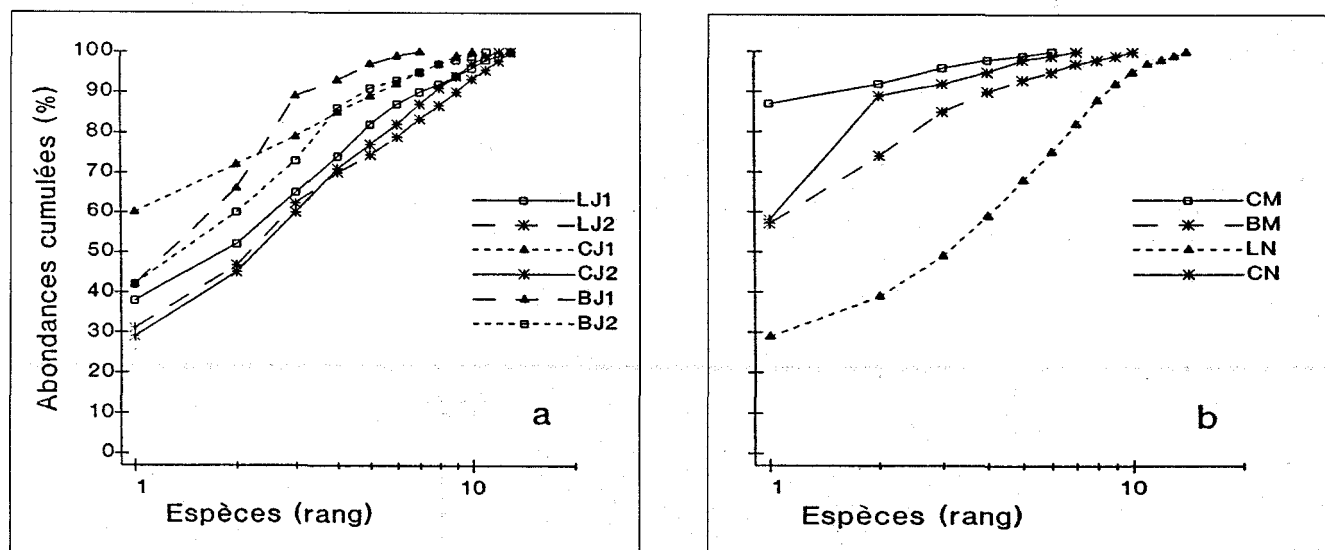 Abondances cumulées (%)
100
90
80
70
60
50
40
30
20
10
0
1
10
Espèces (rang)
LJ1
LJ2
CJ1
CJ2
BJ1
BJ2
a
1
10
Espèces (rang)
CM
BM
LN
CN
b